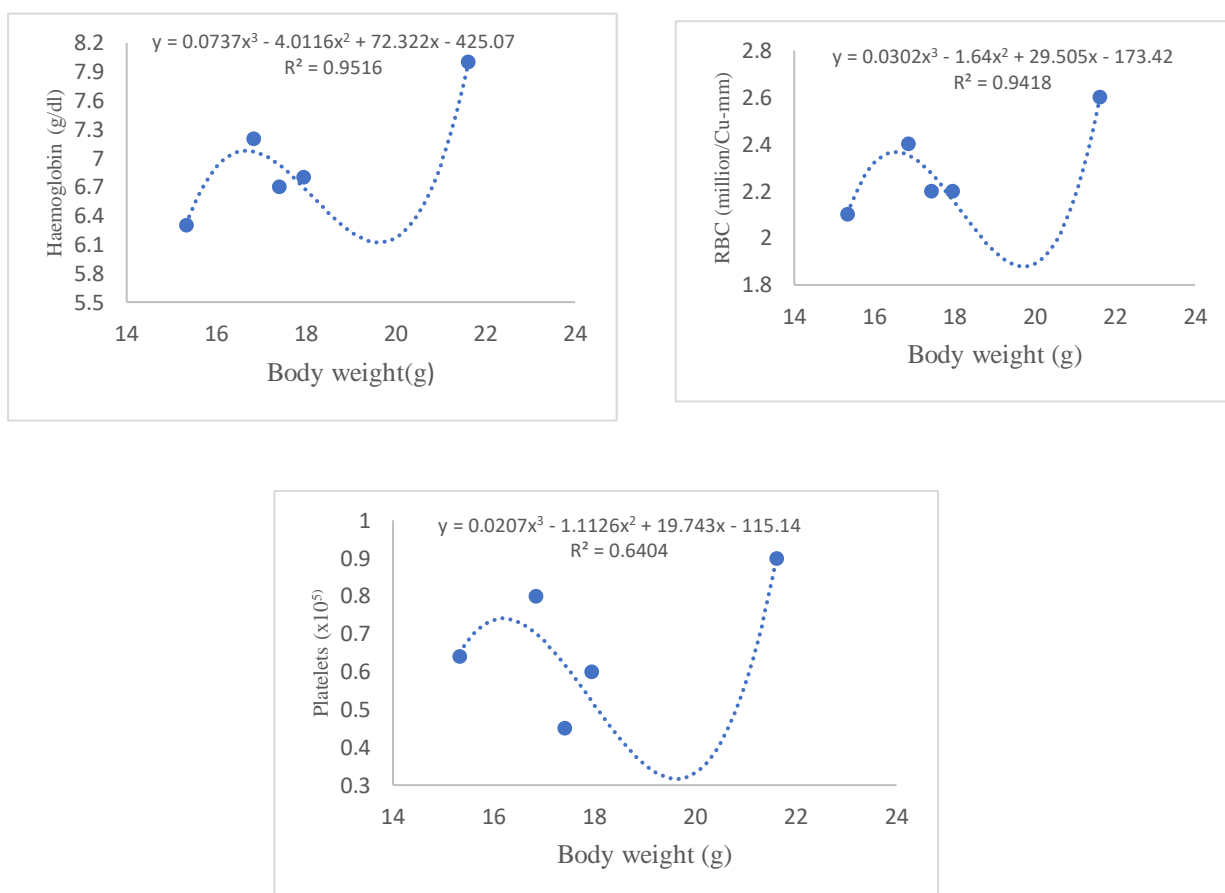 y = 0.0737x³ - 4.0116x² + 72.322x - 425.07
R² = 0.9516
Haemoglobin (g/dl)
8.2
7.9
7.6
7.3
7
6.7
6.4
6.1
5.8
5.5
14 16 18 20 22 24
Body weight(g)
y = 0.0302x³ - 1.64x² + 29.505x - 173.42
R² = 0.9418
RBC (million/Cu-mm)
2.8
2.6
2.4
2.2
2
1.8
14 16 18 20 22 24
Body weight (g)
y = 0.0207x³ - 1.1126x² + 19.743x - 115.14
R² = 0.6404
Platelets (x10⁵⁾
1
0.9
0.8
0.7
0.6
0.5
0.4
0.3
14 16 18 20 22 24
Body weight (g)